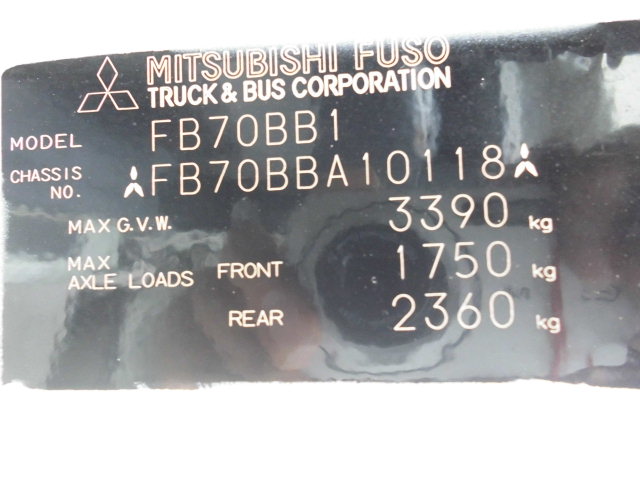 MITSUBISHI FUSO
TRUCK & BUS CORPORATION
MODEL FB70BB1
CHASSIS NO. FB70BBA10118
MAX G.V.W. 3390 kg
MAX AXLE LOADS FRONT 1750 kg
REAR 2360 kg